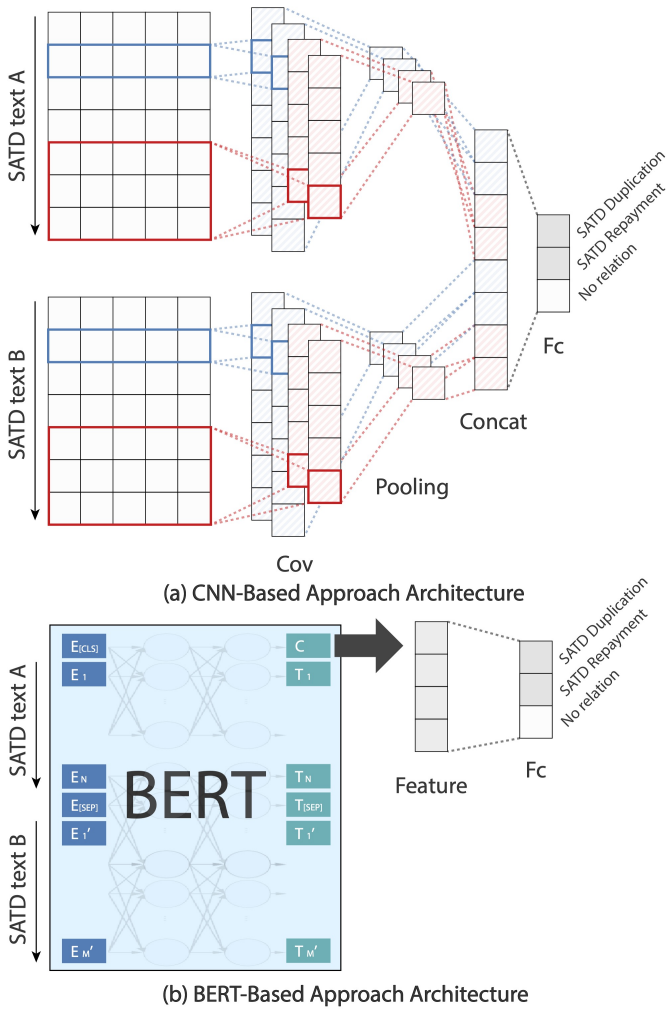 SATD text A
SATD Duplication
SATD Repayment
No relation
Fc
SATD text B
Concat
Pooling
Cov
(a) CNN-Based Approach Architecture
SATD text A
E[CLS]
C
E1
T1
SATD Duplication
SATD Repayment
No relation
EN
TN
BERT
E[SEP]
T[SEP]
E1′
T1′
Feature
Fc
SATD text B
EM′
TM′
(b) BERT-Based Approach Architecture